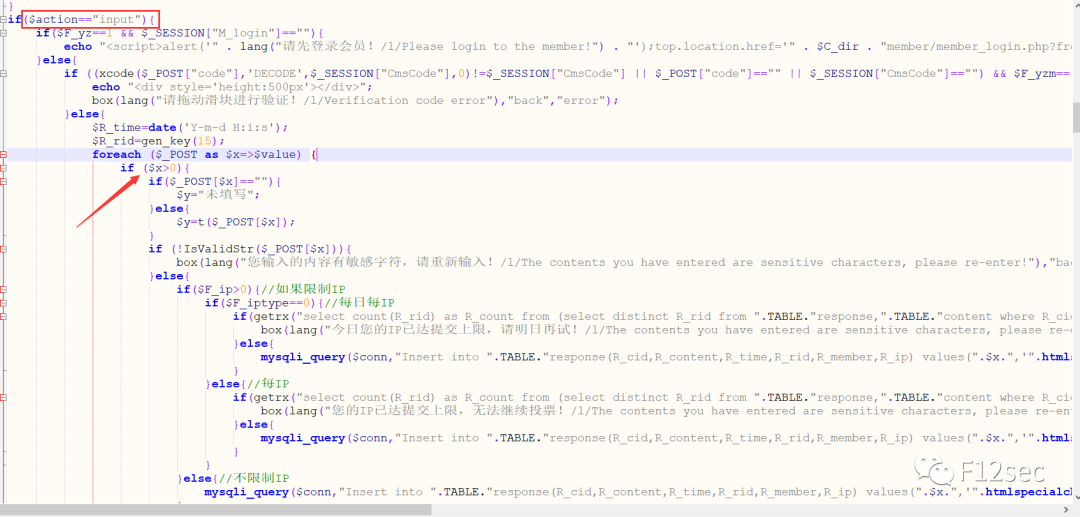 }
if($action=="input"){
if($F_yz==1 && $_SESSION["M_login"]==""){
echo "<script>alert('" . lang("请先登录会员！/l/Please login to the member!") . "');top.location.href='" . $C_dir . "member/member_login.php?fro
}else{
if ((xcode($_POST["code"],'DECODE',$_SESSION["CmsCode"],0)!=$_SESSION["CmsCode"] || $_POST["code"]=="" || $_SESSION["CmsCode"]=="") && $F_yzm==
echo "<div style='height:500px'></div>";
box(lang("请拖动滑块进行验证！/l/Verification code error"),"back","error");
}else{
$R_time=date('Y-m-d H:i:s');
$R_rid=gen_key(15);
foreach ($_POST as $x=>$value) {
if ($x>0){
if($_POST[$x]==""){
$y="未填写";
}else{
$y=t($_POST[$x]);
}
if (!IsValidStr($_POST[$x])){
box(lang("您输入的内容有敏感字符，请重新输入！/l/The contents you have entered are sensitive characters, please re-enter!"),"bac
}else{
if($F_ip>0){//如果限制IP
if($F_iptype==0){//每日每IP
if(getrx("select count(R_rid) as R_count from (select distinct R_rid from ".TABLE."response,".TABLE."content where R_cid
box(lang("今日您的IP已达提交上限，请明日再试！/l/The contents you have entered are sensitive characters, please re-e
}else{
mysqli_query($conn,"Insert into ".TABLE."response(R_cid,R_content,R_time,R_rid,R_member,R_ip) values(".$x.",'".htmls
}
}else{//每IP
if(getrx("select count(R_rid) as R_count from (select distinct R_rid from ".TABLE."response,".TABLE."content where R_cid
box(lang("您的IP已达提交上限，无法继续投票！/l/The contents you have entered are sensitive characters, please re-ent
}else{
mysqli_query($conn,"Insert into ".TABLE."response(R_cid,R_content,R_time,R_rid,R_member,R_ip) values(".$x.",'".htmls
}
}
}else{//不限制IP
mysqli_query($conn,"Insert into ".TABLE."response(R_cid,R_content,R_time,R_rid,R_member,R_ip) values(".$x.",'".htmlspecialch
F12sec